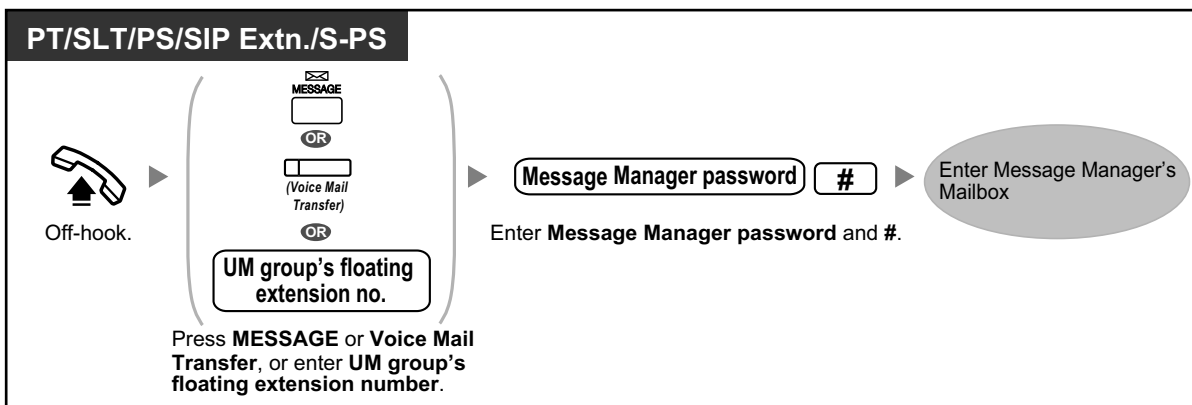 PT/SLT/PS/SIP Extn./S-PS
Off-hook.
MESSAGE
OR
(Voice Mail
Transfer)
OR
UM group's floating
extension no.
Press MESSAGE or Voice Mail
Transfer, or enter UM group's
floating extension number.
Message Manager password #
Enter Message Manager password and #.
Enter Message Manager's
Mailbox